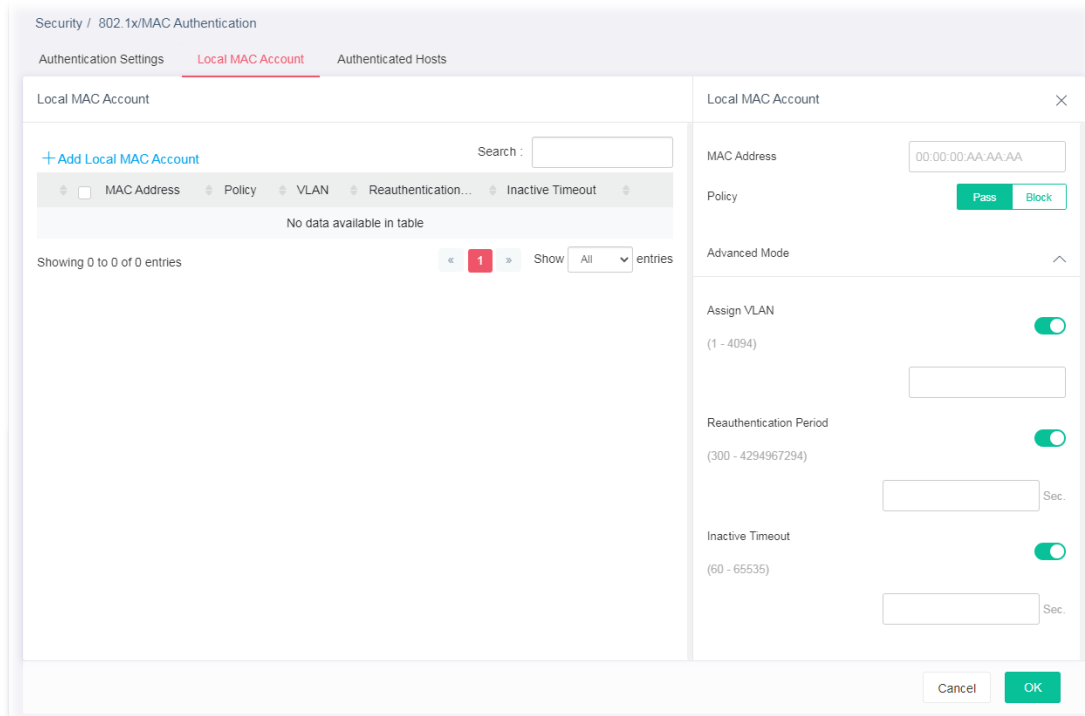 Security / 802.1x/MAC Authentication
Authentication Settings Local MAC Account Authenticated Hosts
Local MAC Account
+Add Local MAC Account Search :
MAC Address Policy VLAN Reauthentication... Inactive Timeout
No data available in table
Showing 0 to 0 of 0 entries « 1 » Show All entries
Local MAC Account
MAC Address 00:00:00:AA:AA:AA
Policy Pass Block
Advanced Mode
Assign VLAN
(1 - 4094)
Reauthentication Period
(300 - 4294967294)
Sec.
Inactive Timeout
(60 - 65535)
Sec.
Cancel OK